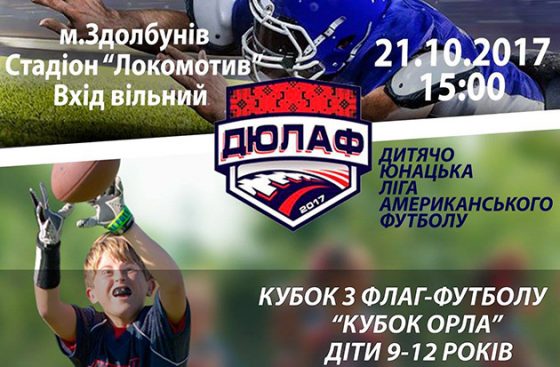 м.Здолбунів
Стадіон “Локомотив”
Вхід вільний
21.10.2017
15:00
ДЮЛАФ
2017
ДИТЯЧО
ЮНАЦЬКА
ЛІГА
АМЕРИКАНСЬКОГО
ФУТБОЛУ
КУБОК З ФЛАГ-ФУТБОЛУ
“КУБОК ОРЛА”
ДІТИ 9-12 РОКІВ